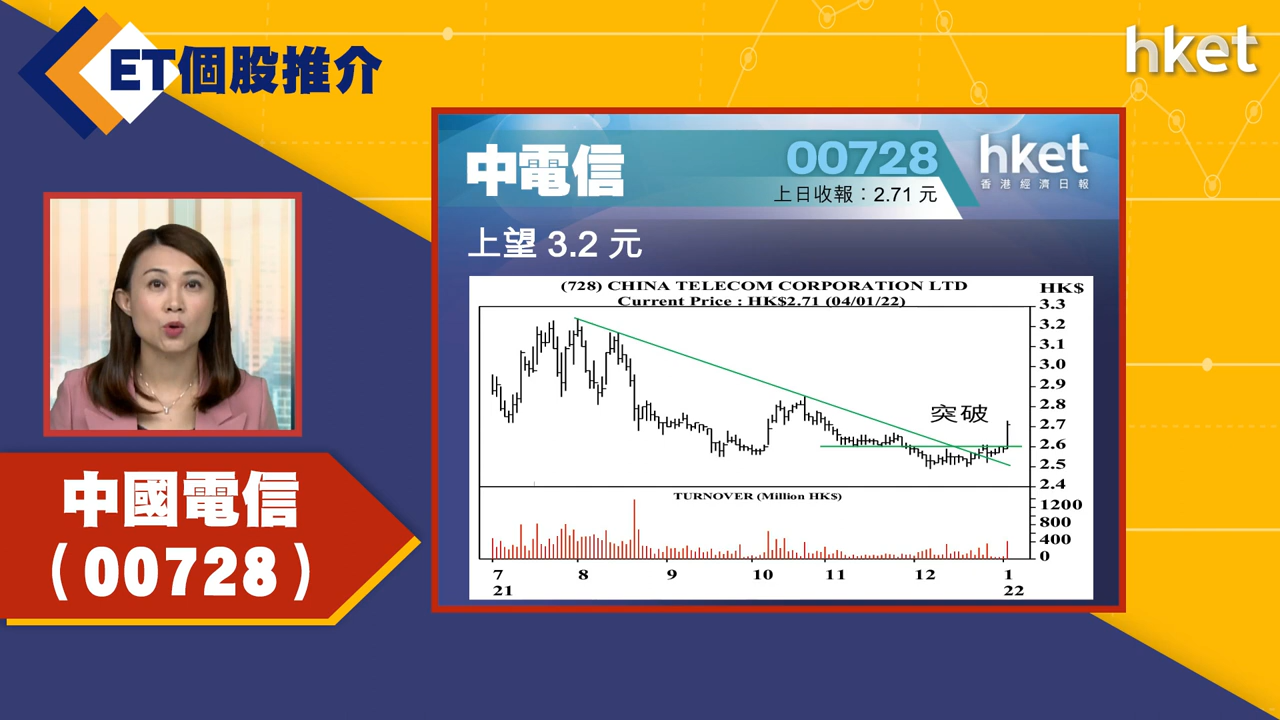 ET個股推介
hket
中電信
00728
上日收報：2.71 元
hket
香港經濟日報
上望 3.2 元
(728) CHINA TELECOM CORPORATION LTD
Current Price : HK$2.71 (04/01/22)
HK$
3.3
3.2
3.1
3.0
2.9
2.8
2.7
2.6
2.5
2.4
突破
TURNOVER (Million HK$)
1200
800
400
0
7 8 9 10 11 12 1
21 22
中國電信
（00728）